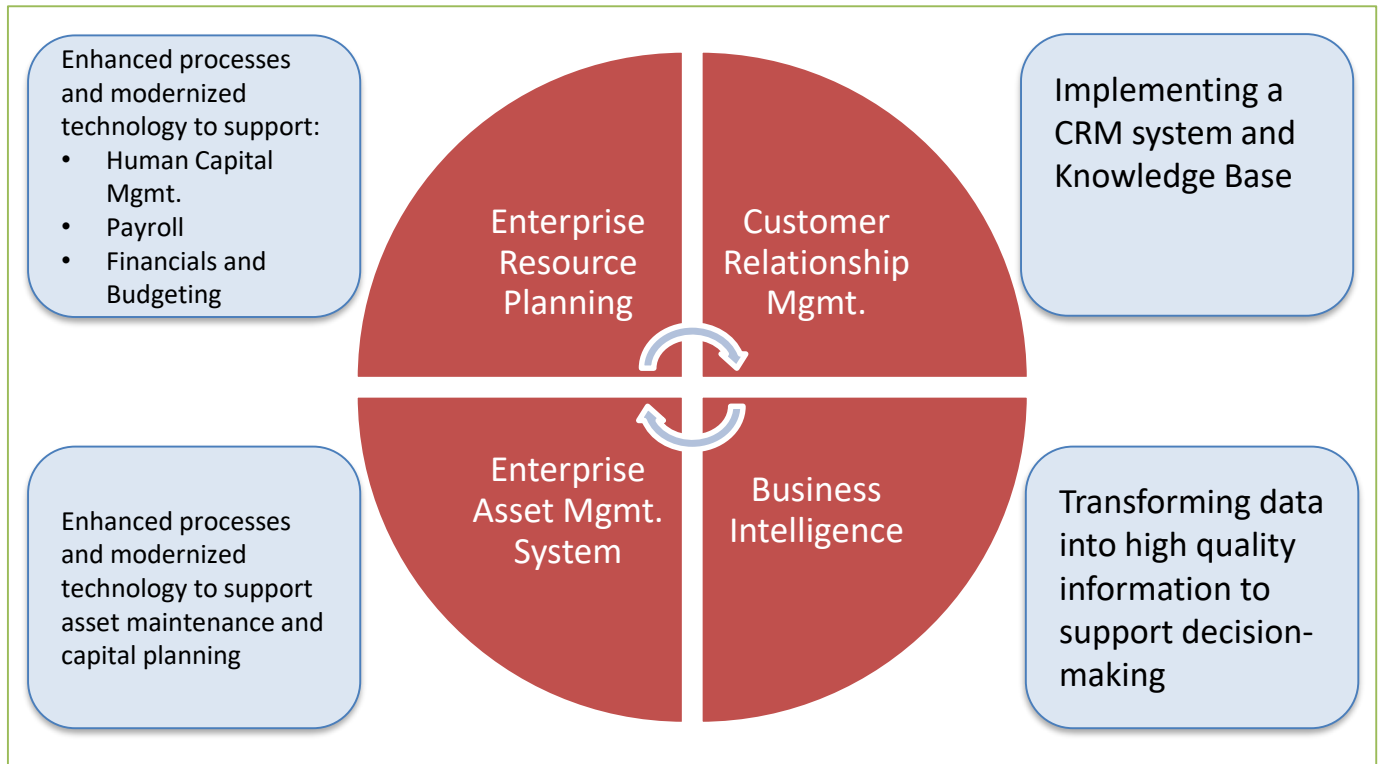 Enhanced processes
and modernized
technology to support:
• Human Capital
Mgmt.
• Payroll
• Financials and
Budgeting
Enterprise
Resource
Planning
Customer
Relationship
Mgmt.
Implementing a
CRM system and
Knowledge Base
Enhanced processes
and modernized
technology to support
asset maintenance and
capital planning
Enterprise
Asset Mgmt.
System
Business
Intelligence
Transforming data
into high quality
information to
support decision-
making